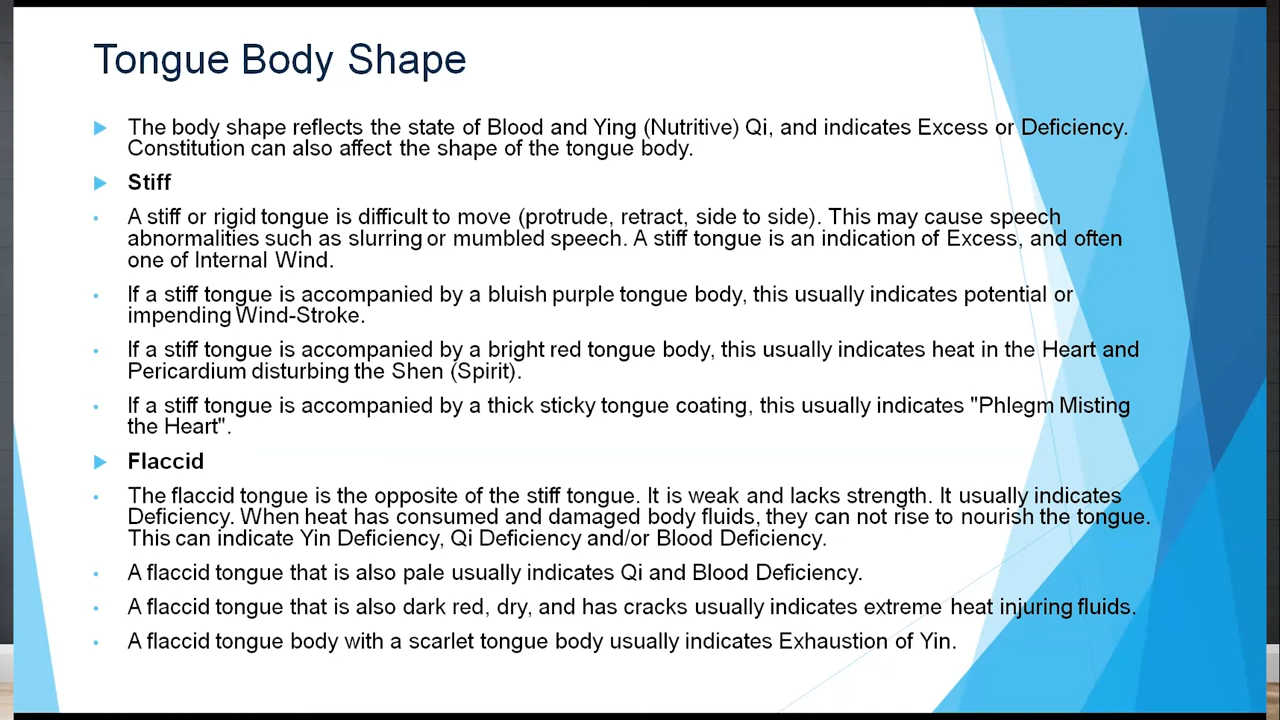 Tongue Body Shape
The body shape reflects the state of Blood and Ying (Nutritive) Qi, and indicates Excess or Deficiency.
Constitution can also affect the shape of the tongue body.
Stiff
A stiff or rigid tongue is difficult to move (protrude, retract, side to side). This may cause speech
abnormalities such as slurring or mumbled speech. A stiff tongue is an indication of Excess, and often
one of Internal Wind.
If a stiff tongue is accompanied by a bluish purple tongue body, this usually indicates potential or
impending Wind-Stroke.
If a stiff tongue is accompanied by a bright red tongue body, this usually indicates heat in the Heart and
Pericardium disturbing the Shen (Spirit).
If a stiff tongue is accompanied by a thick sticky tongue coating, this usually indicates "Phlegm Misting
the Heart".
Flaccid
The flaccid tongue is the opposite of the stiff tongue. It is weak and lacks strength. It usually indicates
Deficiency. When heat has consumed and damaged body fluids, they can not rise to nourish the tongue.
This can indicate Yin Deficiency, Qi Deficiency and/or Blood Deficiency.
A flaccid tongue that is also pale usually indicates Qi and Blood Deficiency.
A flaccid tongue that is also dark red, dry, and has cracks usually indicates extreme heat injuring fluids.
A flaccid tongue body with a scarlet tongue body usually indicates Exhaustion of Yin.